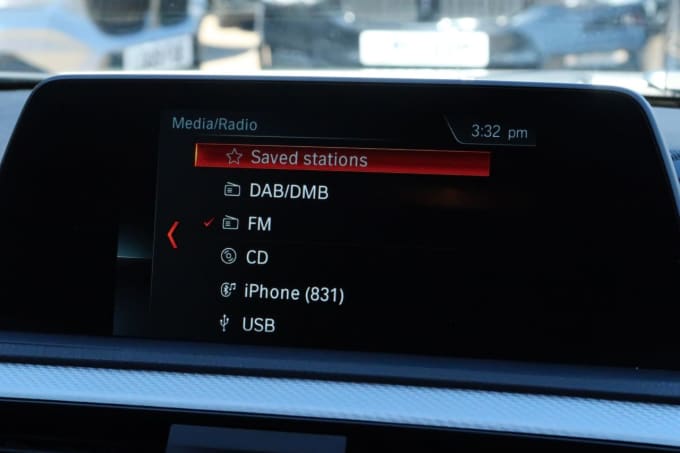 Media/Radio
3:32 pm
Saved stations
DAB/DMB
FM
CD
iPhone (831)
USB